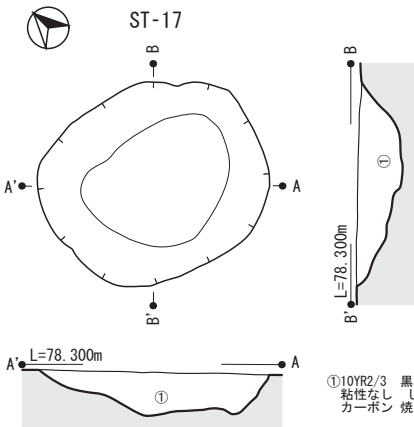 ST-17
B
B
A'
A
①
L=78.300m
B'
B'
A' L=78.300m A
①
①10YR2/3 黒
粘性なし し
カーボン 焼